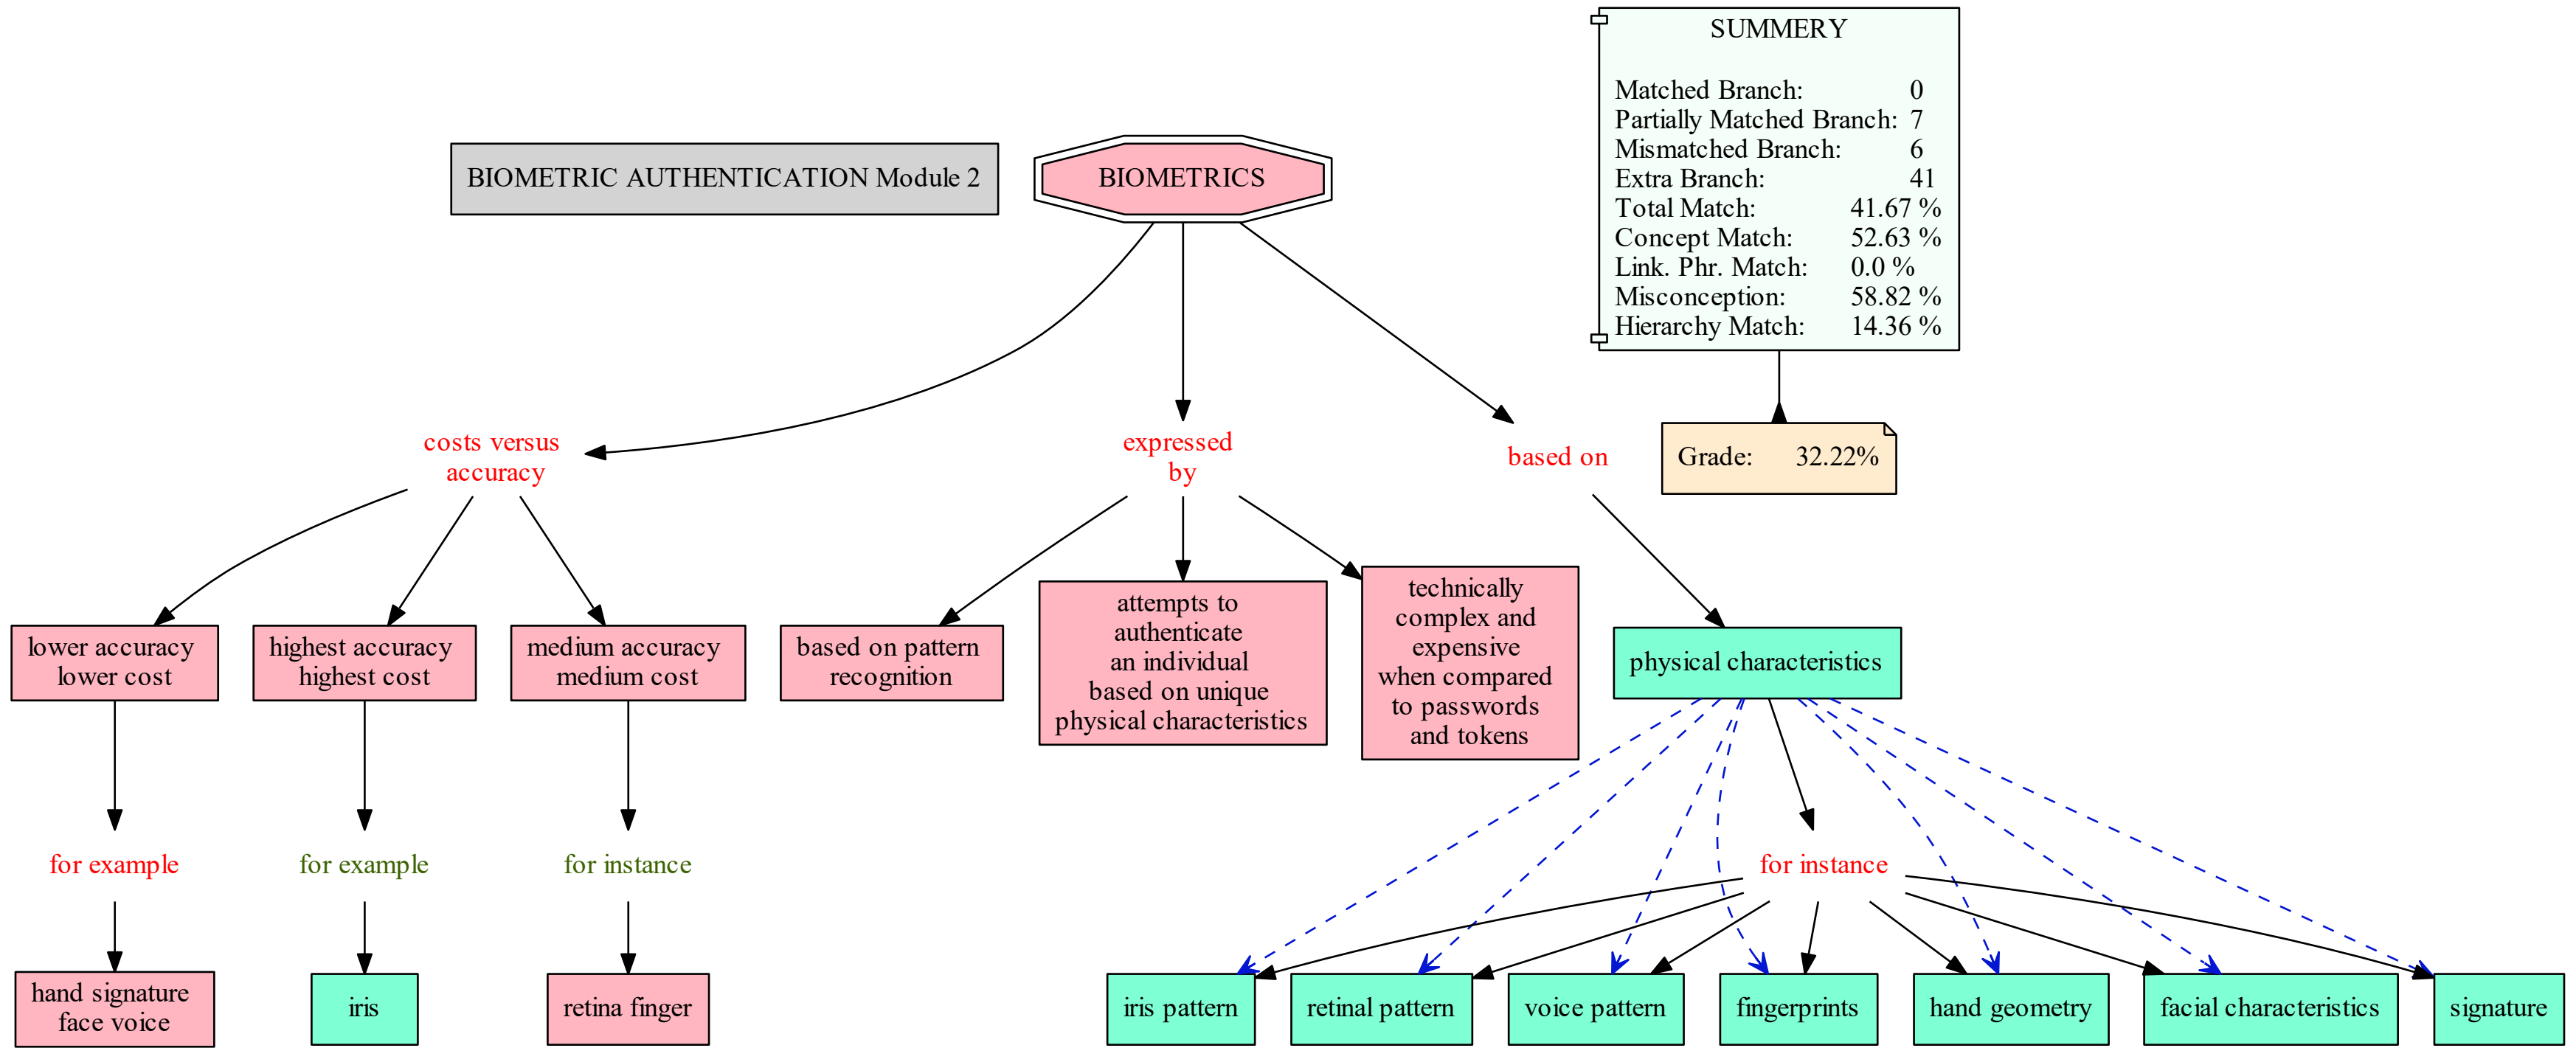 SUMMERY
Matched Branch: 0
Partially Matched Branch: 7
Mismatched Branch: 6
Extra Branch: 41
Total Match: 41.67 %
Concept Match: 52.63 %
Link. Phr. Match: 0.0 %
Misconception: 58.82 %
Hierarchy Match: 14.36 %
BIOMETRIC AUTHENTICATION Module 2
BIOMETRICS
costs versus
accuracy
expressed
by
based on
Grade: 32.22%
lower accuracy
lower cost
highest accuracy
highest cost
medium accuracy
medium cost
based on pattern
recognition
attempts to
authenticate
an individual
based on unique
physical characteristics
technically
complex and
expensive
when compared
to passwords
and tokens
physical characteristics
for example
for example
for instance
for instance
hand signature
face voice
iris
retina finger
iris pattern
retinal pattern
voice pattern
fingerprints
hand geometry
facial characteristics
signature